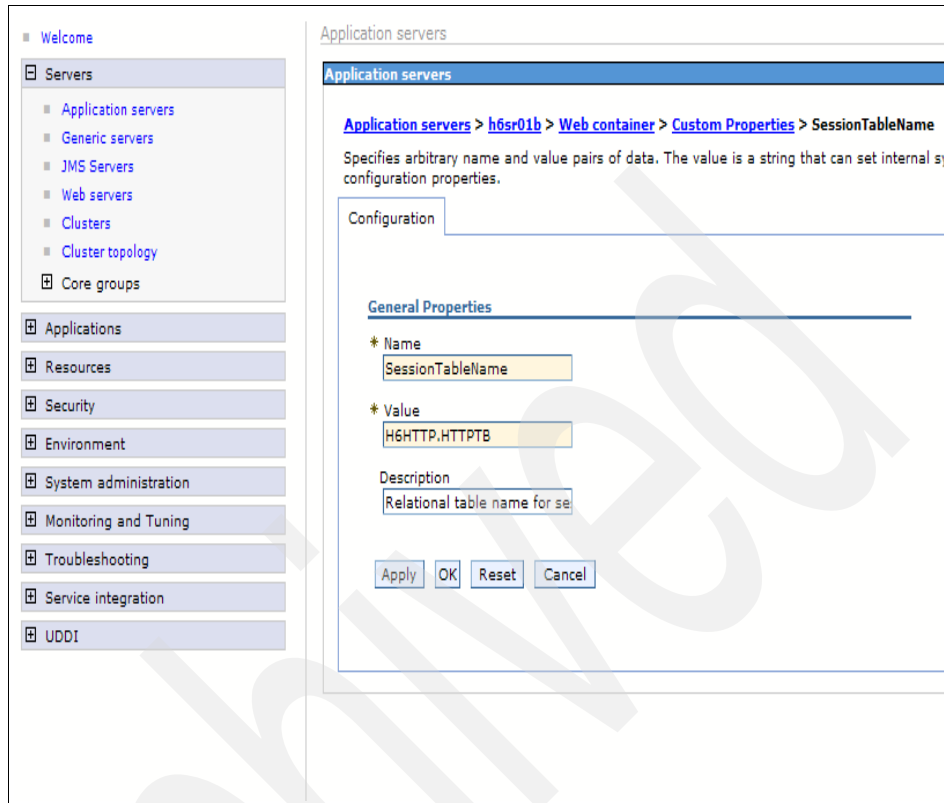 Welcome
Servers
Application servers
Generic servers
JMS Servers
Web servers
Clusters
Cluster topology
Core groups
Applications
Resources
Security
Environment
System administration
Monitoring and Tuning
Troubleshooting
Service integration
UDDI
Application servers
Application servers
Application servers > h6sr01b > Web container > Custom Properties > SessionTableName
Specifies arbitrary name and value pairs of data. The value is a string that can set internal sy
configuration properties.
Configuration
General Properties
* Name
SessionTableName
* Value
H6HTTP.HTTPTB
Description
Relational table name for se
Apply OK Reset Cancel